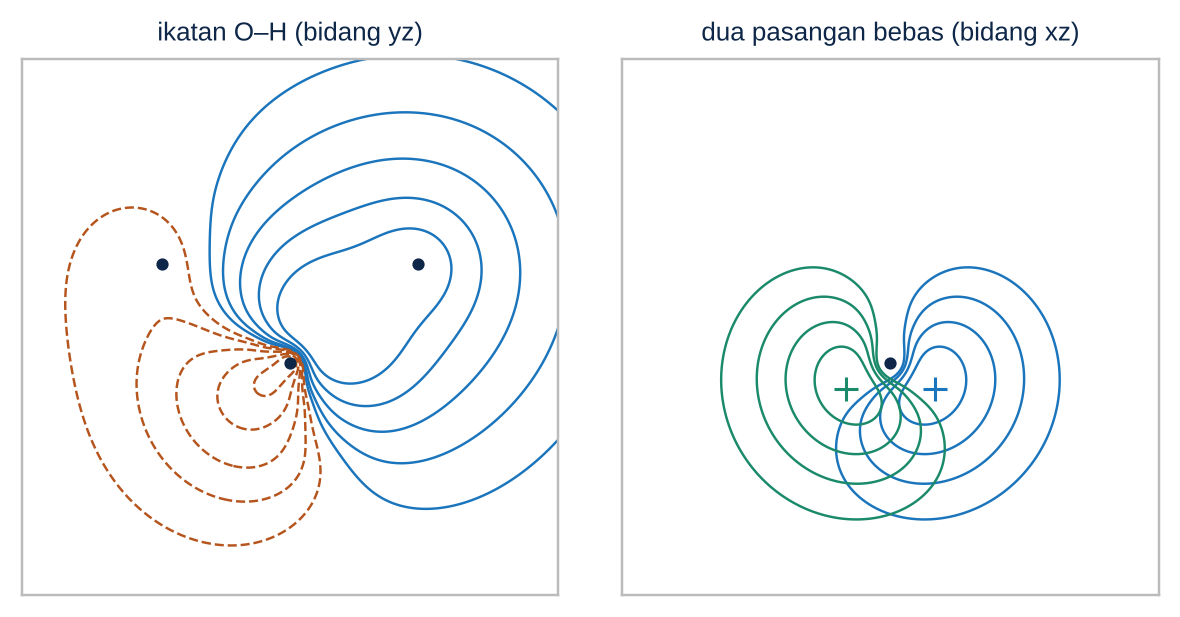 ikatan O–H (bidang yz)
dua pasangan bebas (bidang xz)